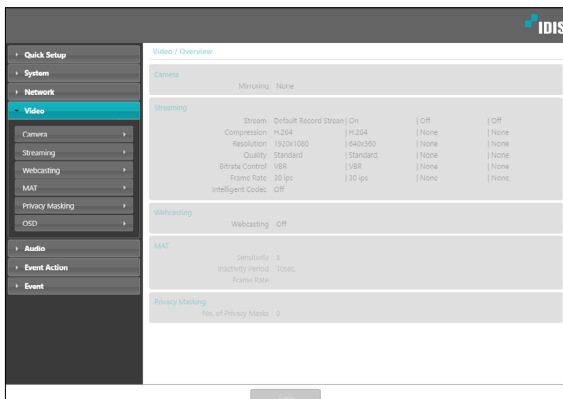 IDIS
Quick Setup
System
Network
Video
Camera
Streaming
Webcasting
MAT
Privacy Masking
OSD
Audio
Event Action
Event
Video / Overview
Camera
Mirroring None
Streaming
Stream Default Record Stream | On | Off | Off
Compression H.264 | H.264 | None | None
Resolution 1920x1080 | 640x360 | None | None
Quality Standard | Standard | None | None
Bitrate Control VBR | VBR | None | None
Frame Rate 30 ips | 30 ips | None | None
Intelligent Codec Off
Webcasting
Webcasting Off
MAT
Sensitivity 3
Inactivity Period 10sec.
Frame Rate
Privacy Masking
No. of Privacy Masks 0